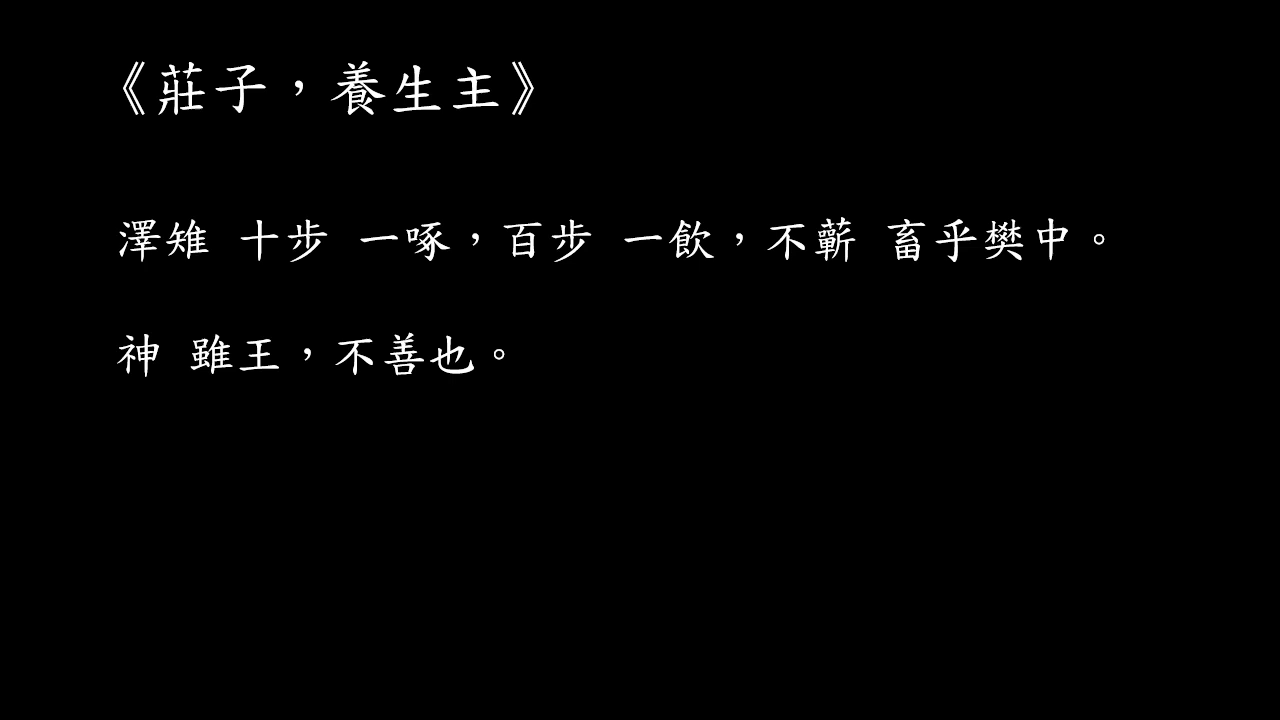 《莊子，養生主》
澤雉 十步 一啄，百步 一飲，不蘄 畜乎樊中。
神 雖王，不善也。